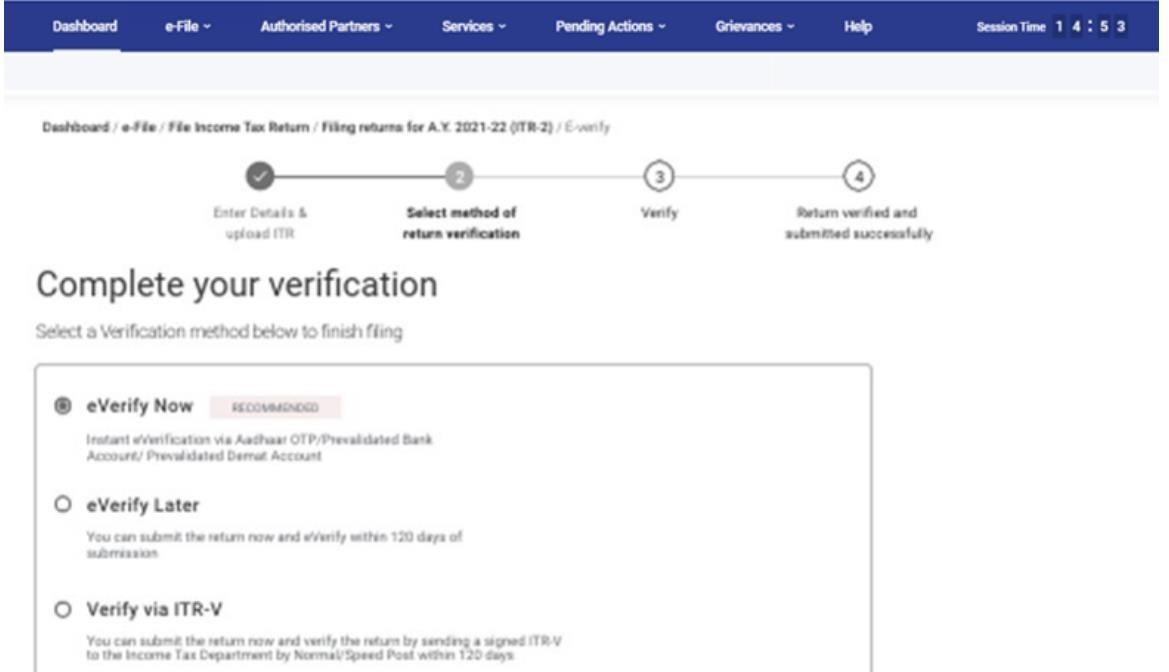 Dashboard e-File Authorised Partners Services Pending Actions Grievances Help Session Time 1 4 : 5 3
Dashboard / e-File / File Income Tax Return / Filing returns for A.Y. 2021-22 (ITR-2) / E-verify
2 3 4
Enter Details & Select method of Verify Return verified and
upload ITR return verification submitted successfully
Complete your verification
Select a Verification method below to finish filing
eVerify Now RECOMMENDED
Instant eVerification via Aadhaar OTP/Prevalidated Bank
Account/ Prevalidated Demat Account
eVerify Later
You can submit the return now and eVerify within 120 days of
submission
Verify via ITR-V
You can submit the return now and verify the return by sending a signed ITR-V
to the Income Tax Department by Normal/Speed Post within 120 days